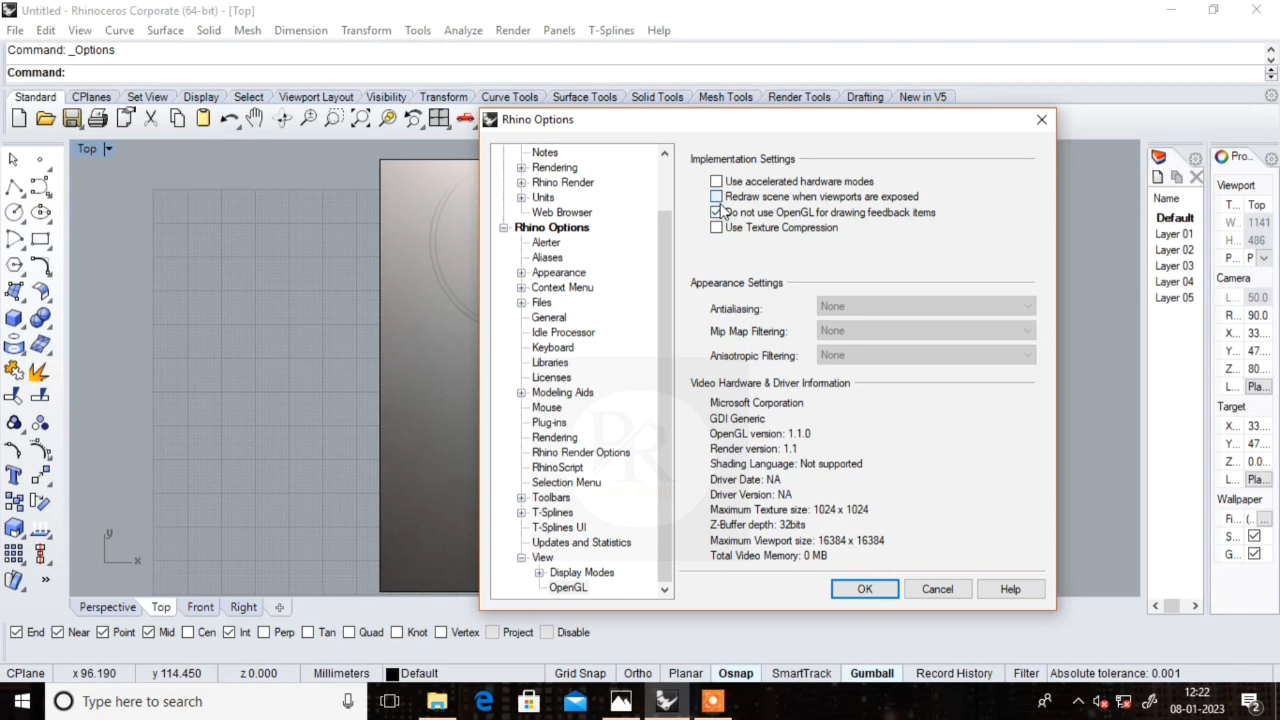 Untitled - Rhinoceros Corporate (64-bit) - [Top]
File Edit View Curve Surface Solid Mesh Dimension Transform Tools Analyze Render Panels T-Splines Help
Command: _Options
Command:
Standard CPlanes Set View Display Select Viewport Layout Visibility Transform Curve Tools Surface Tools Solid Tools Mesh Tools Render Tools Drafting New in V5
Rhino Options
Top
Notes
Rendering
Rhino Render
Units
Web Browser
Rhino Options
Alerter
Aliases
Appearance
Context Menu
Files
General
Idle Processor
Keyboard
Libraries
Licenses
Modeling Aids
Mouse
Plug-ins
Rendering
Rhino Render Options
RhinoScript
Selection Menu
Toolbars
T-Splines
T-Splines UI
Updates and Statistics
View
Display Modes
OpenGL
Implementation Settings
Use accelerated hardware modes
Redraw scene when viewports are exposed
Do not use OpenGL for drawing feedback items
Use Texture Compression
Appearance Settings
Antialiasing: None
Mip Map Filtering: None
Anisotropic Filtering: None
Video Hardware & Driver Information
Microsoft Corporation
GDI Generic
OpenGL version: 1.1.0
Render version: 1.1
Shading Language: Not supported
Driver Date: NA
Driver Version: NA
Maximum Texture size: 1024 x 1024
Z-Buffer depth: 32bits
Maximum Viewport size: 16384 x 16384
Total Video Memory: 0 MB
OK Cancel Help
Name
Default
Layer 01
Layer 02
Layer 03
Layer 04
Layer 05
Pro...
Viewport
T... Top
W... 1141
H... 486
P... P
Camera
L... 50.0
R... 90.0
X... 33....
Y... 47....
Z... 80....
L... Pla...
Target
X... 33....
Y... 47....
Z... 0.0...
L... Pla...
Wallpaper
Fi... (. ...
S...
G...
y
x
Perspective Top Front Right
End Near Point Mid Cen Int Perp Tan Quad Knot Vertex Project Disable
CPlane x 96.190 y 114.450 z 0.000 Millimeters Default Grid Snap Ortho Planar Osnap SmartTrack Gumball Record History Filter Absolute tolerance: 0.001
Type here to search
12:22
08-01-2023
2